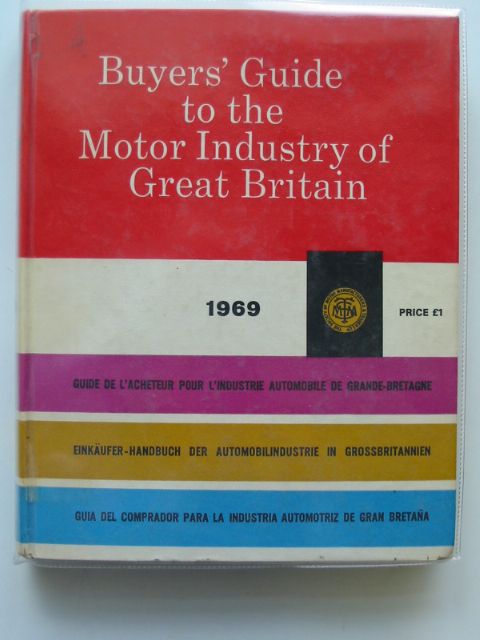 Buyers' Guide
to the
Motor Industry of
Great Britain
1969
PRICE £1
GUIDE DE L'ACHETEUR POUR L'INDUSTRIE AUTOMOBILE DE GRANDE-BRETAGNE
EINKÄUFER-HANDBUCH DER AUTOMOBILINDUSTRIE IN GROSSBRITANNIEN
GUIA DEL COMPRADOR PARA LA INDUSTRIA AUTOMOTRIZ DE GRAN BRETAÑA